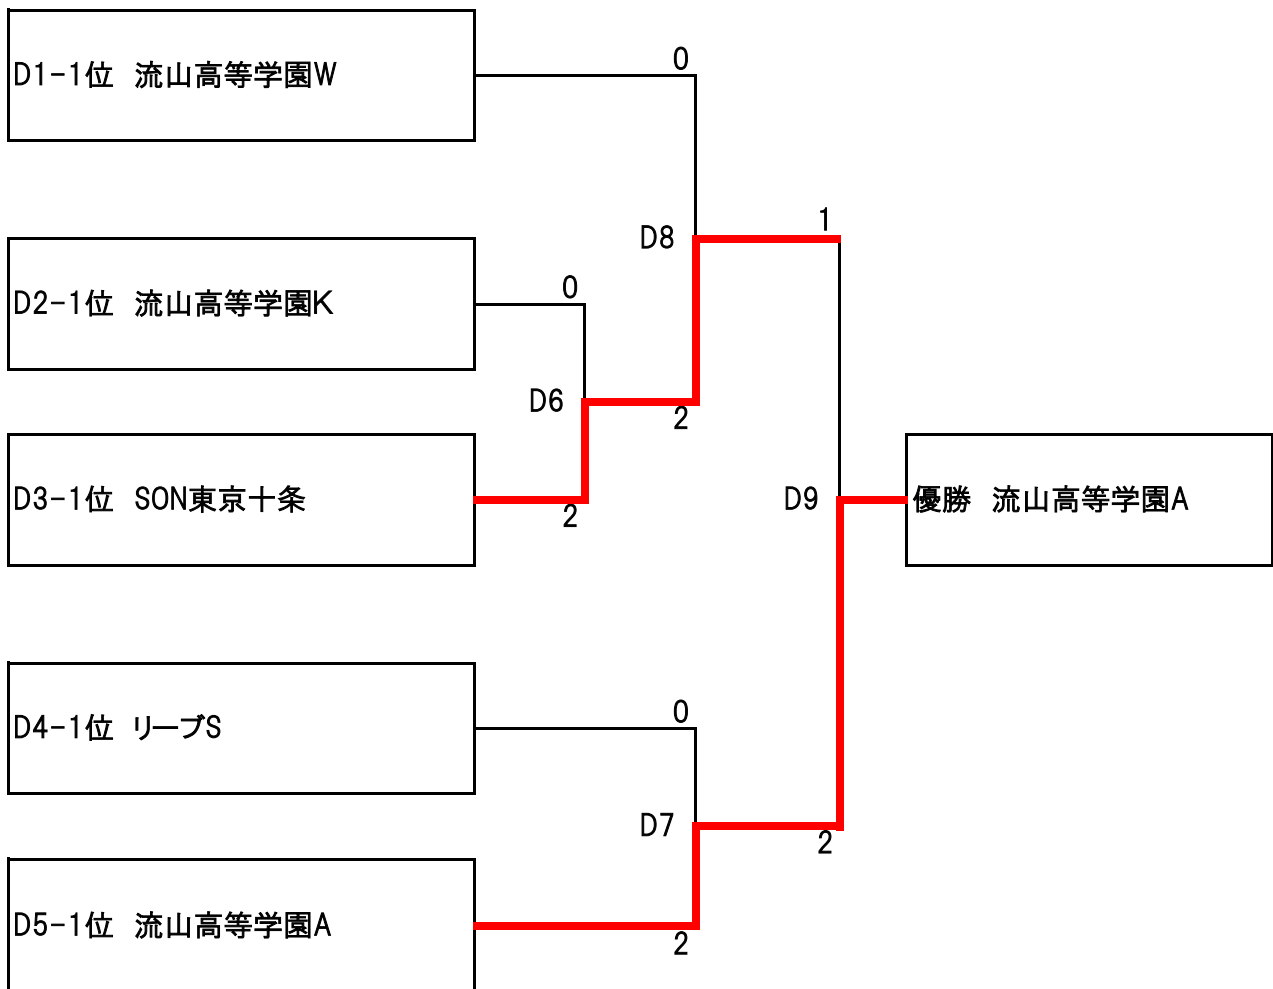 D1-1位　流山高等学園W
0
1
D8
D2-1位　流山高等学園K
0
D6
2
D3-1位　SON東京十条
2
D9
優勝　流山高等学園A
D4-1位　リーブS
0
D7
2
D5-1位　流山高等学園A
2